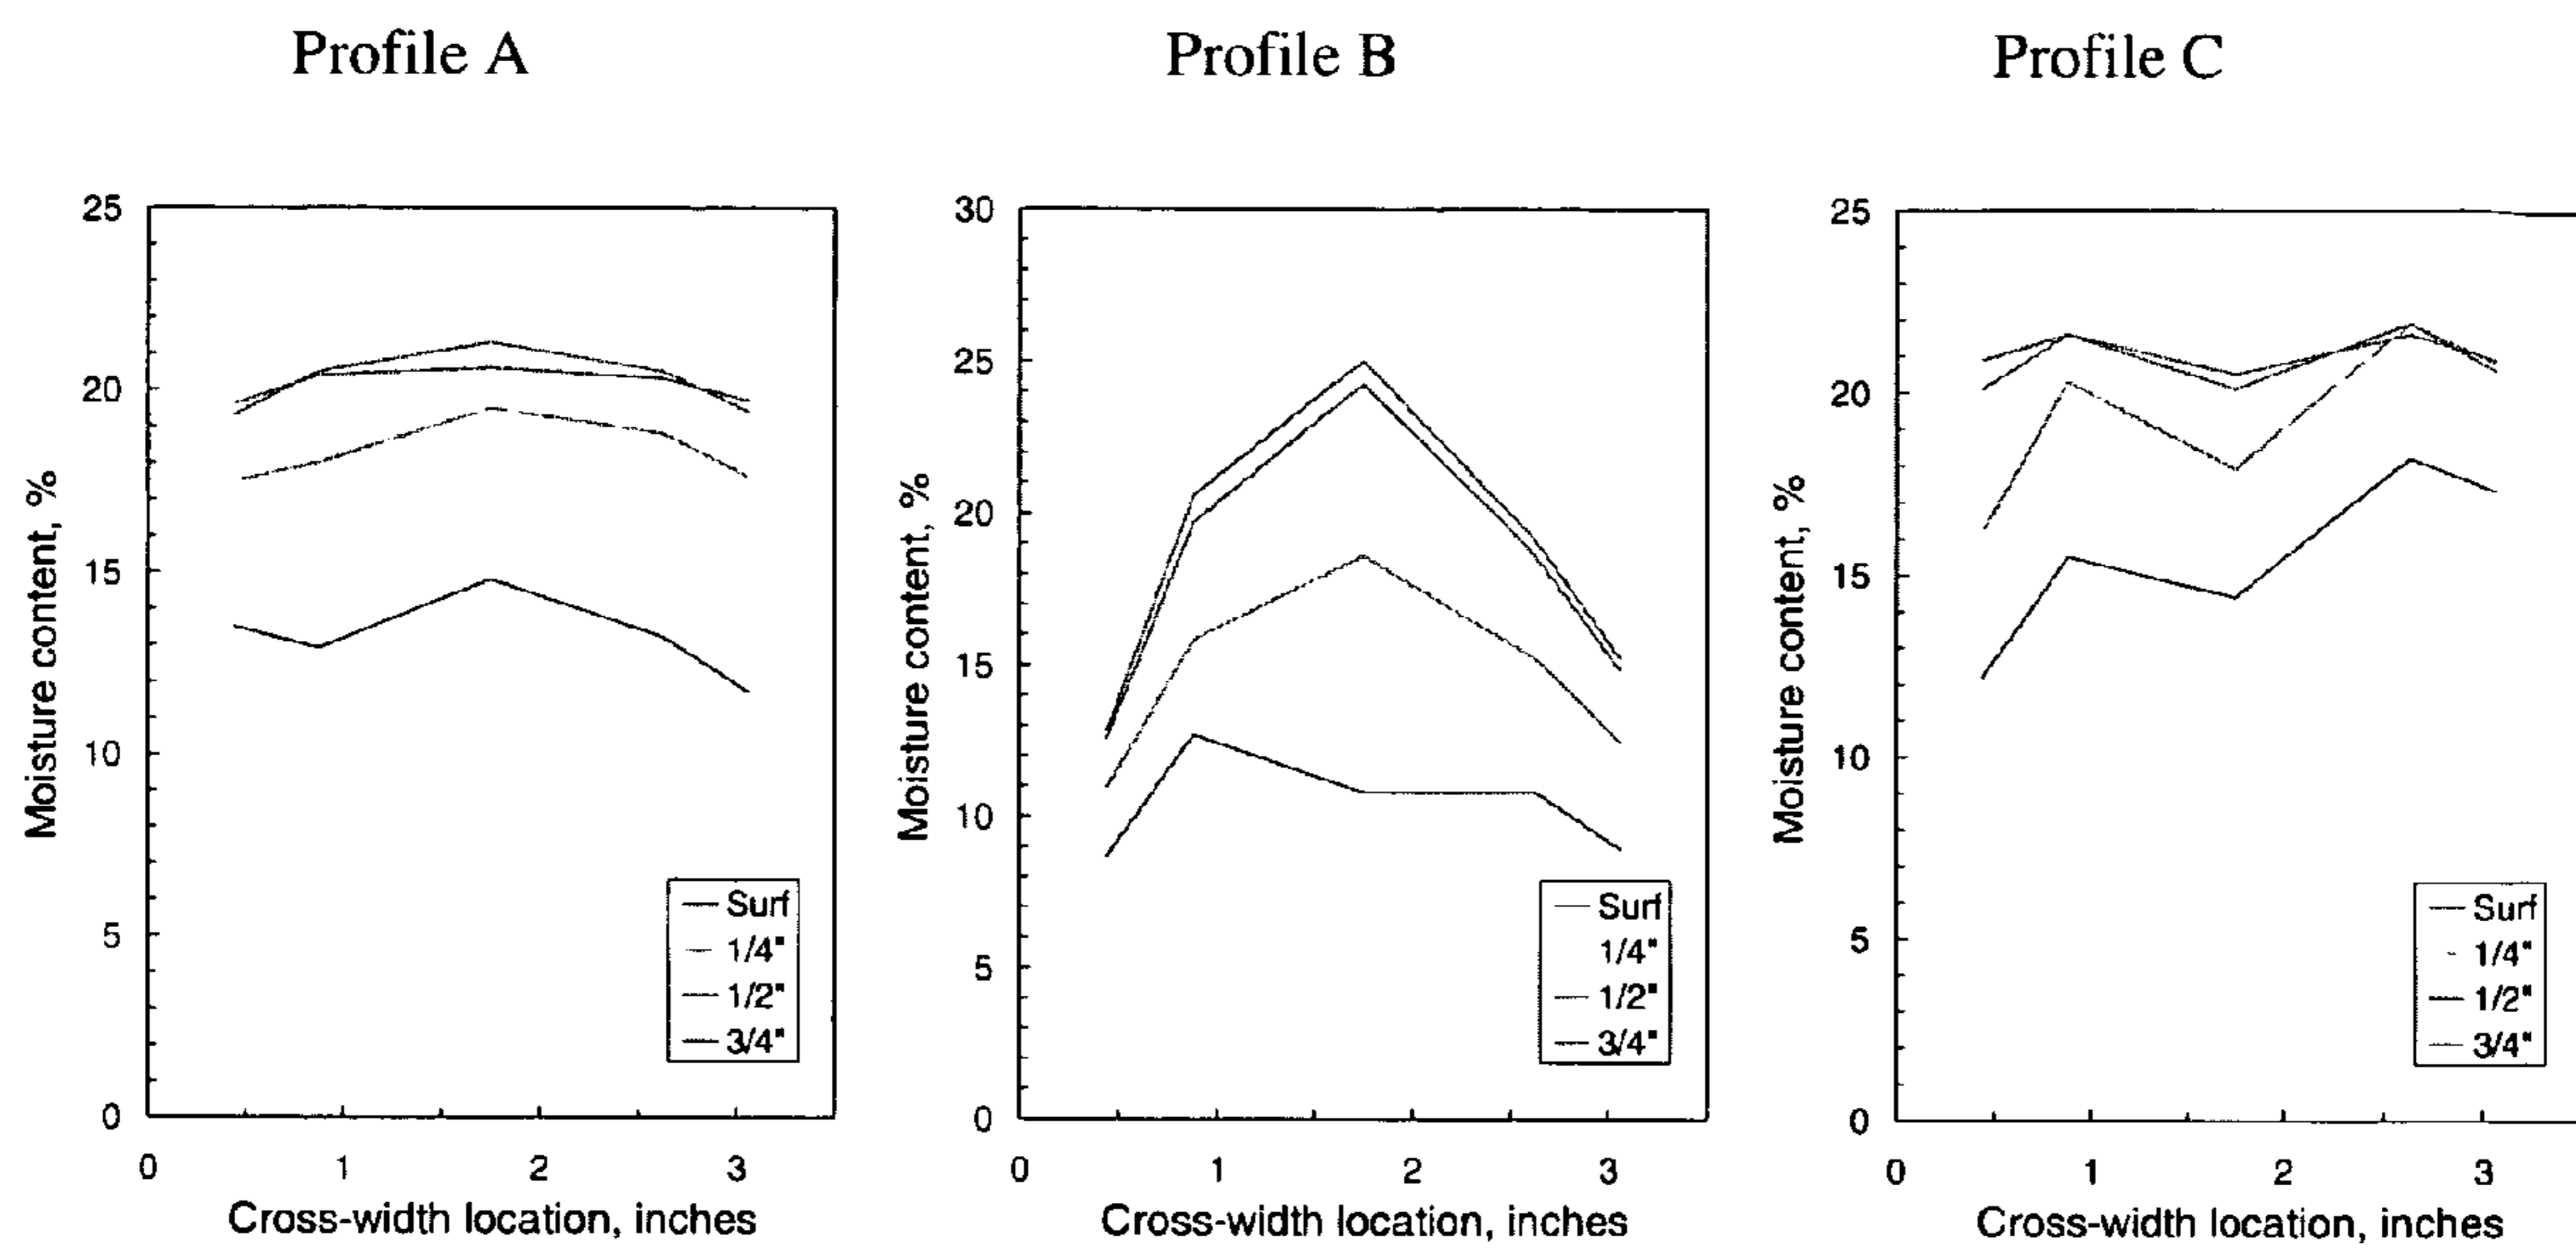 Profile A
25
20
15
10
5
0
0 1 2 3
Moisture content, %
Cross-width location, inches
Surf
1/4"
1/2"
3/4"
Profile B
30
25
20
15
10
5
0
0 1 2 3
Moisture content, %
Cross-width location, inches
Surf
1/4"
1/2"
3/4"
Profile C
25
20
15
10
5
0
0 1 2 3
Moisture content, %
Cross-width location, inches
Surf
1/4"
1/2"
3/4"